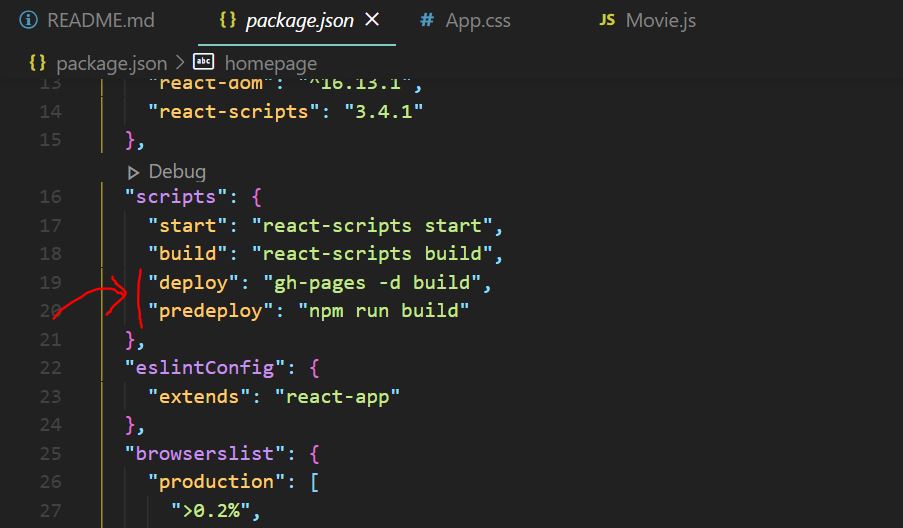 README.md {} package.json × # App.css JS Movie.js
{} package.json > abc homepage
13 "react-dom": "^16.13.1",
14 "react-scripts": "3.4.1"
15 },
Debug
16 "scripts": {
17 "start": "react-scripts start",
18 "build": "react-scripts build",
19 "deploy": "gh-pages -d build",
20 "predeploy": "npm run build"
21 },
22 "eslintConfig": {
23 "extends": "react-app"
24 },
25 "browserslist": {
26 "production": [
27 ">0.2%",